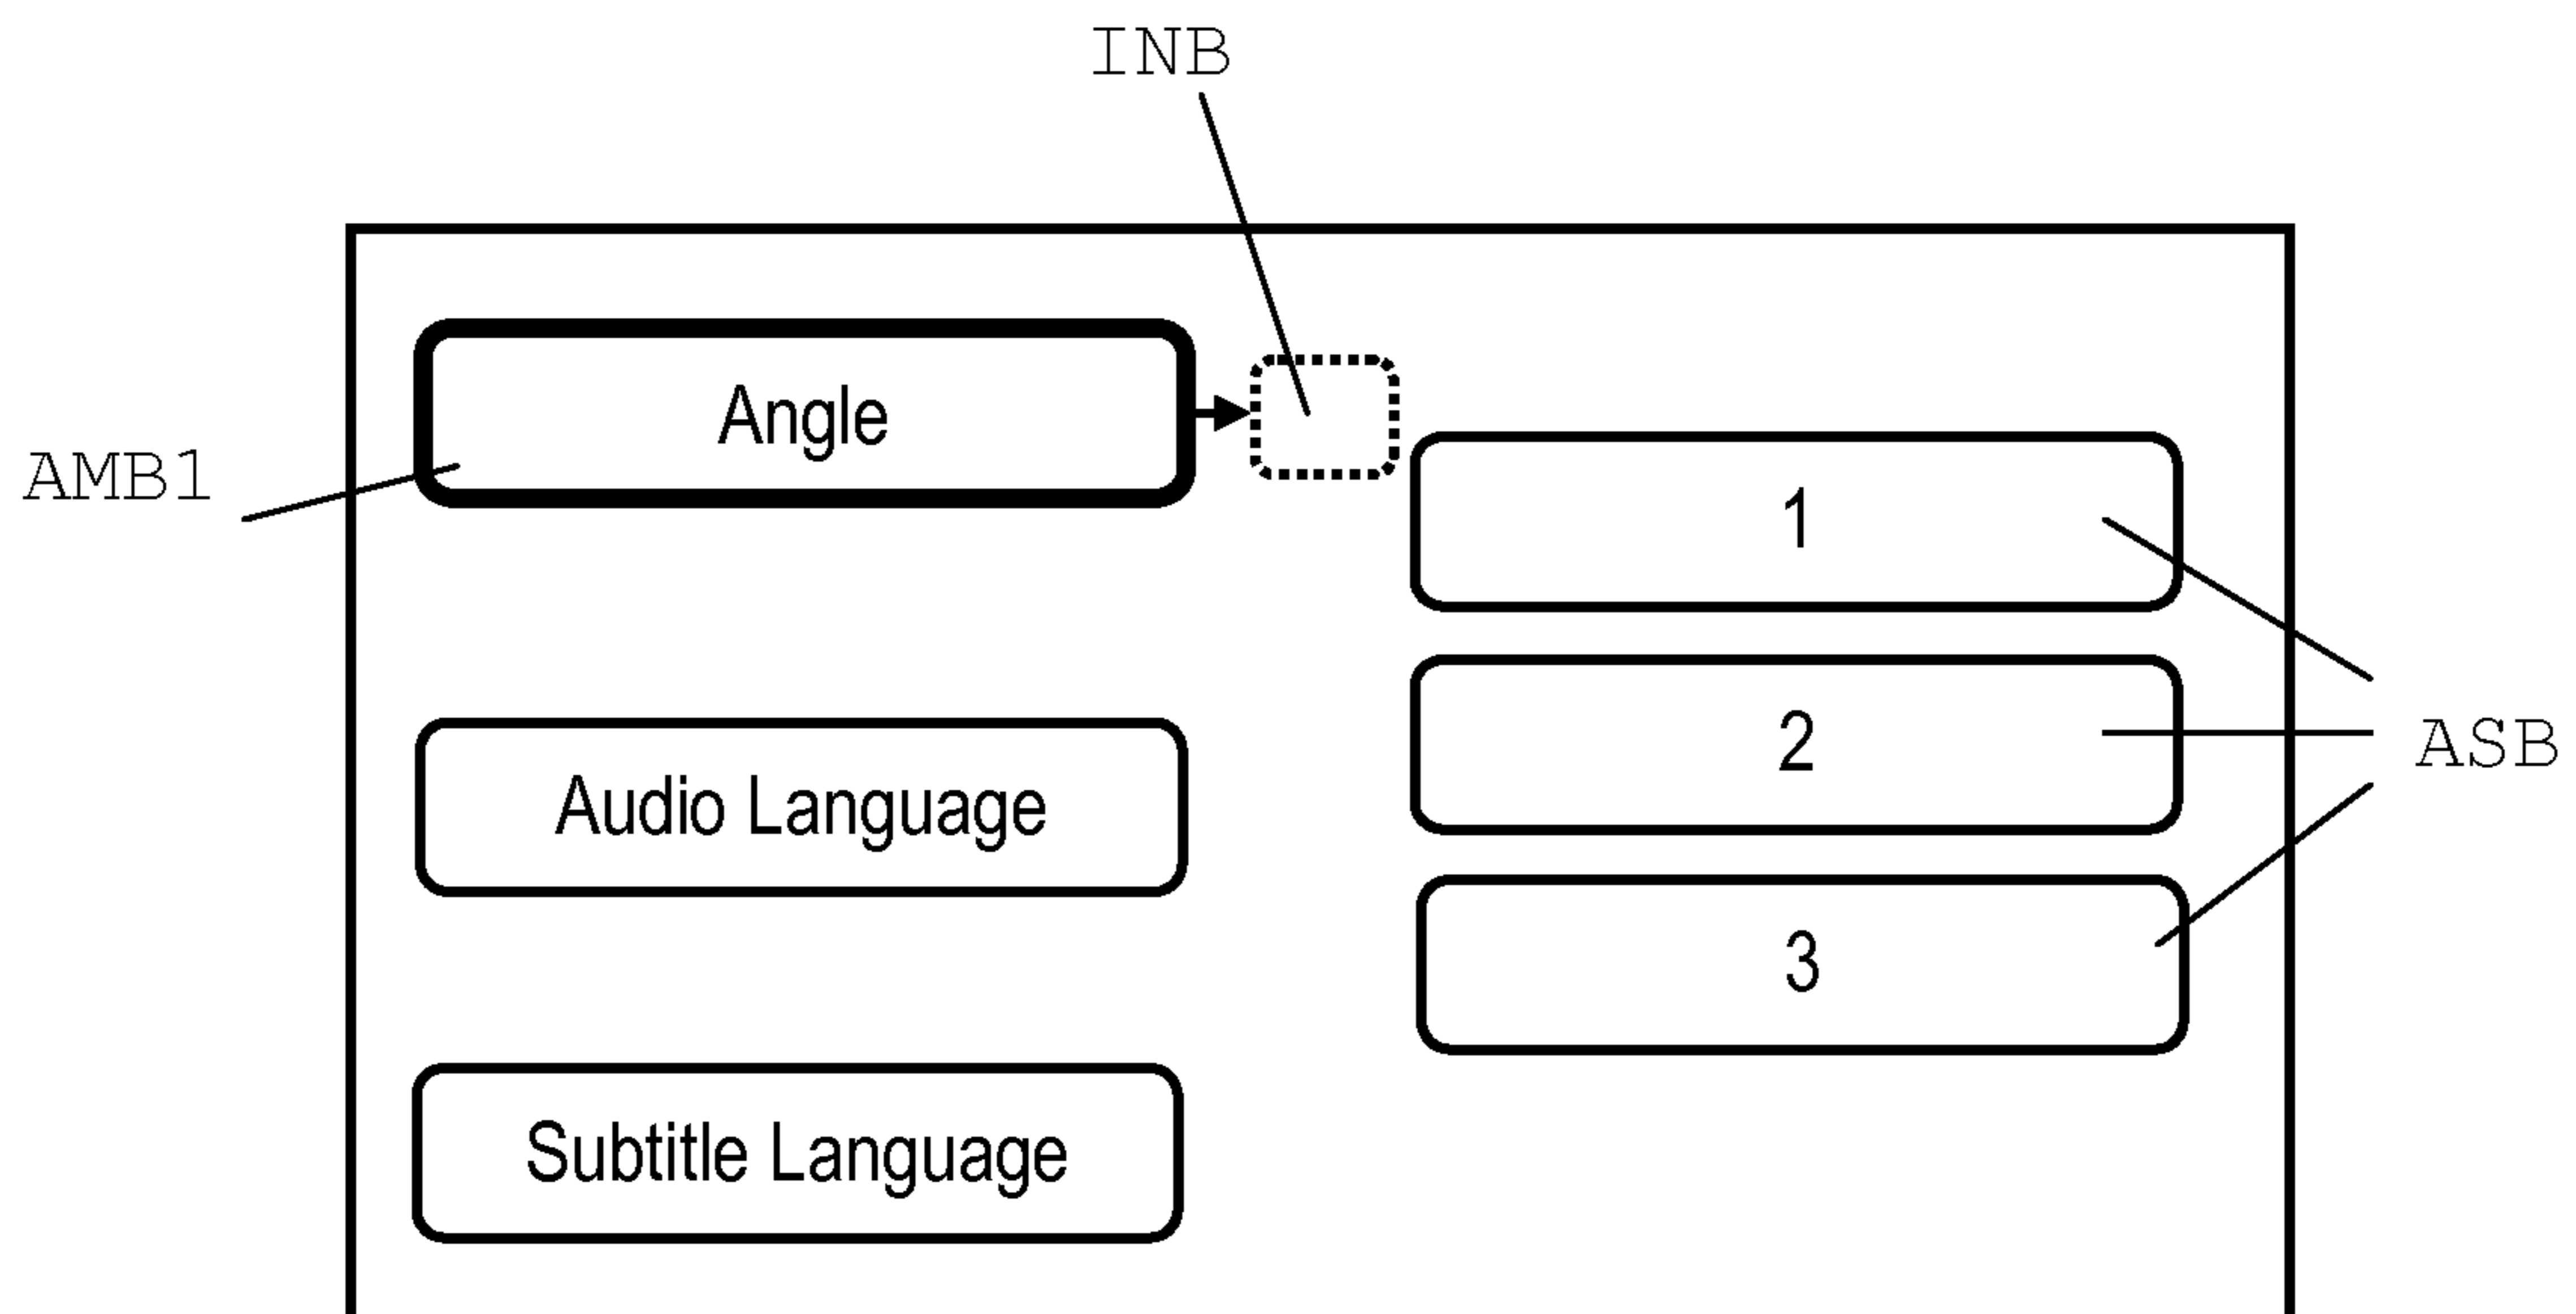 INB
Angle
AMB1
1
2
ASB
Audio Language
3
Subtitle Language